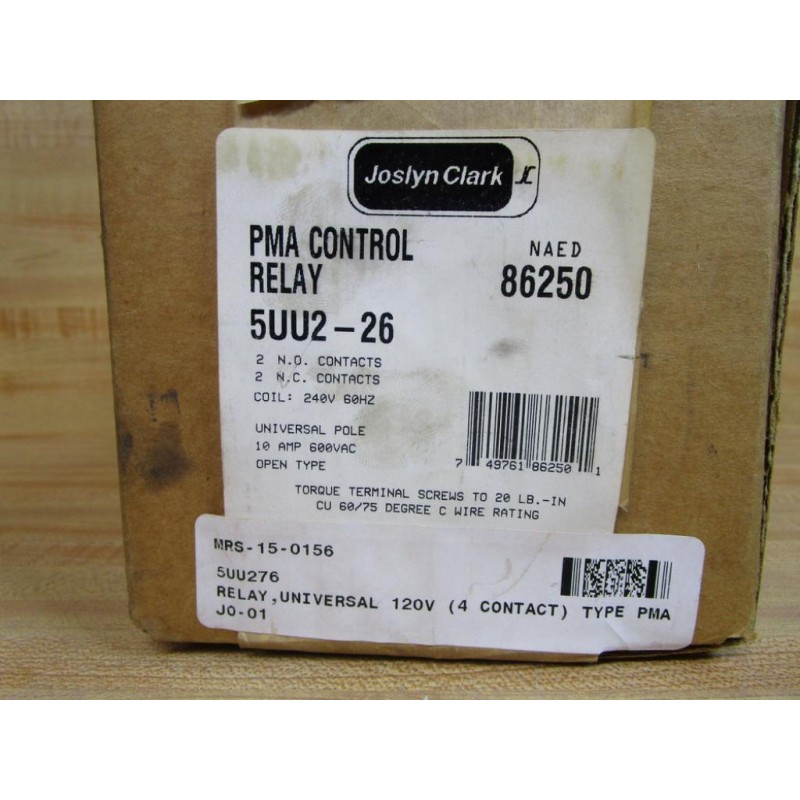 Joslyn Clark JC
PMA CONTROL
RELAY
NAED
86250
5UU2-26
2 N.O. CONTACTS
2 N.C. CONTACTS
COIL: 240V 60HZ
UNIVERSAL POLE
10 AMP 600VAC
OPEN TYPE
7 49761 86250 1
TORQUE TERMINAL SCREWS TO 20 LB.-IN
CU 60/75 DEGREE C WIRE RATING
MRS-15-0156
5UU276
RELAY,UNIVERSAL 120V (4 CONTACT) TYPE PMA
J0-01